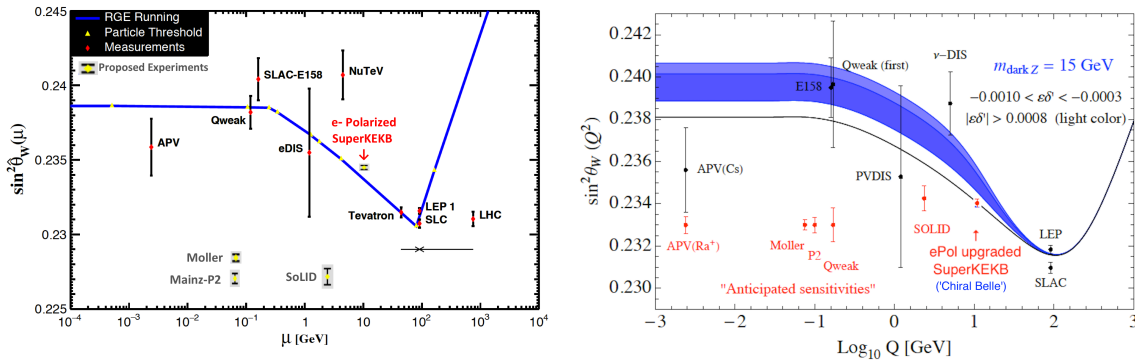 0.245
RGE Running
Particle Threshold
Measurements
Proposed Experiments
SLAC-E158
NuTeV
0.24
Qweak
e- Polarized
SuperKEKB
APV
eDIS
0.235
sin²θ̂_W(μ)
Tevatron
LEP 1
SLC
LHC
0.23
Moller
Mainz-P2
SoLID
0.225
10⁻⁴ 10⁻³ 10⁻² 10⁻¹ 1 10 10² 10³ 10⁴
μ [GeV]
0.242
Qweak (first)
ν-DIS
m_dark Z = 15 GeV
0.240
E158
−0.0010 < εδ' < −0.0003
|εδ'| > 0.0008 (light color)
0.238
sin²θ_W (Q²)
0.236
APV(Cs)
PVDIS
0.234
SOLID
APV(Ra⁺)
Moller
P2
Qweak
ePol upgraded
SuperKEKB
('Chiral Belle')
LEP
0.232
SLAC
0.230
"Anticipated sensitivities"
−3 −2 −1 0 1 2 3
Log₁₀ Q [GeV]